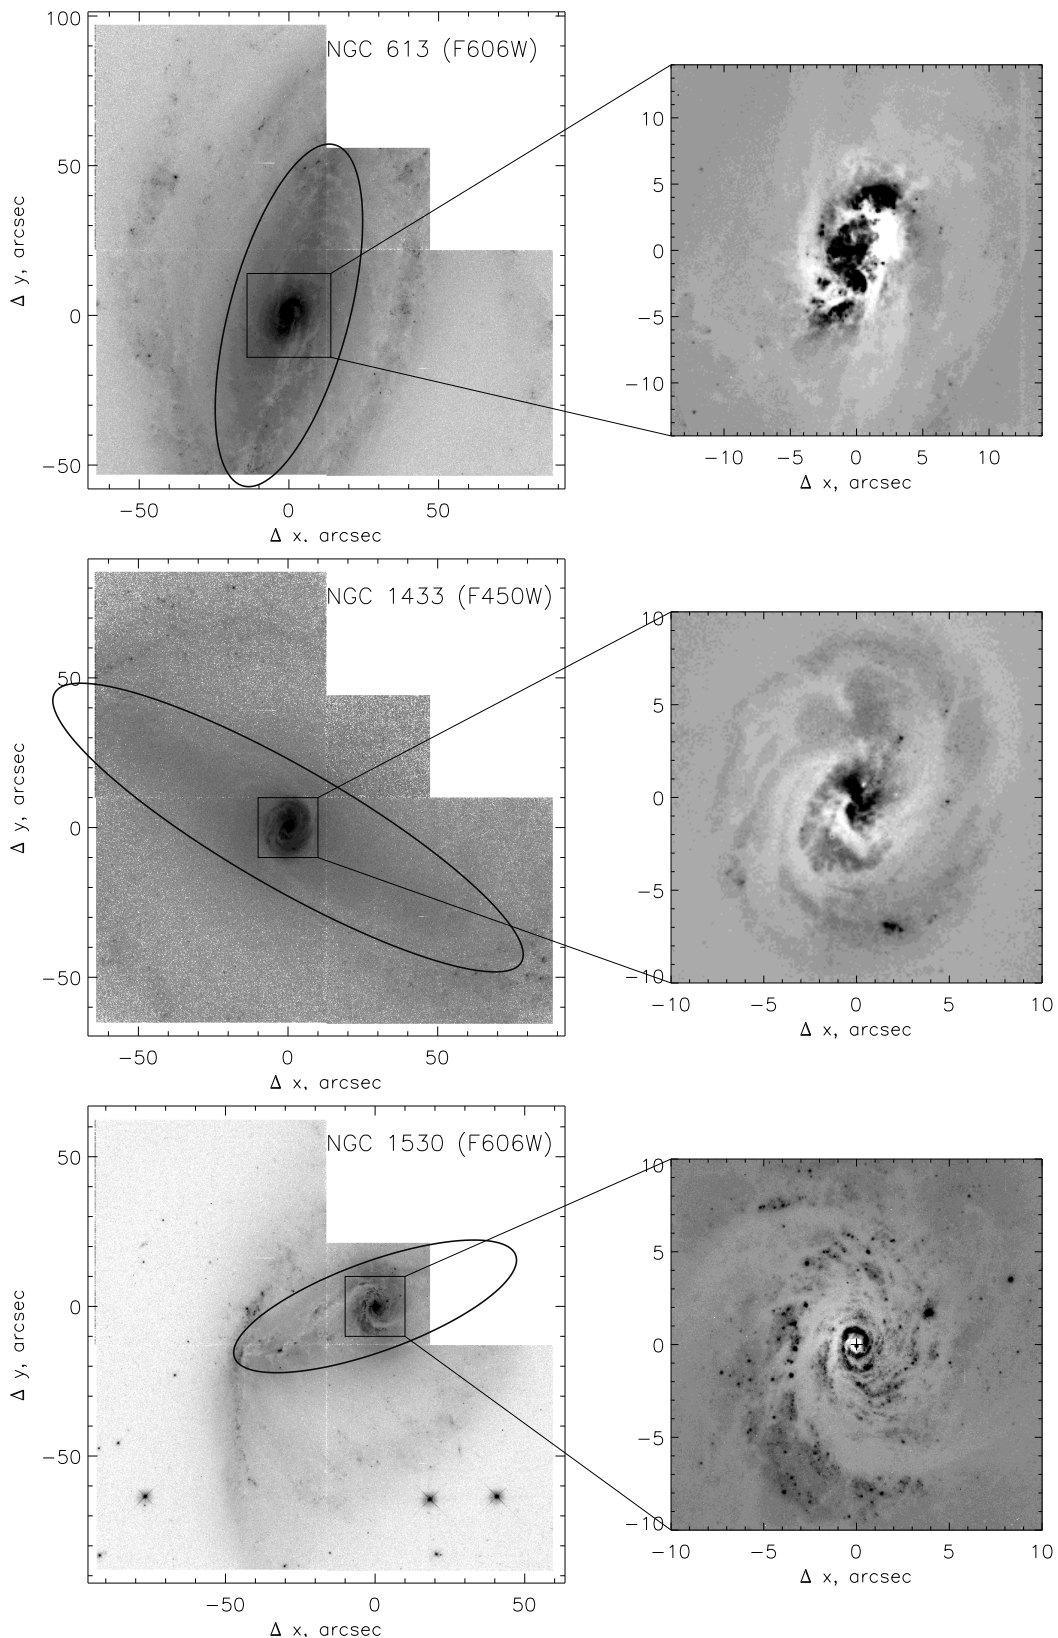 NGC 613 (F606W)
100
50
0
−50
Δ y, arcsec
−50 0 50
Δ x, arcsec
10
5
0
−5
−10
−10 −5 0 5 10
Δ x, arcsec
NGC 1433 (F450W)
50
0
−50
Δ y, arcsec
−50 0 50
Δ x, arcsec
10
5
0
−5
−10
−10 −5 0 5 10
Δ x, arcsec
NGC 1530 (F606W)
50
0
−50
Δ y, arcsec
−50 0 50
Δ x, arcsec
10
5
0
−5
−10
−10 −5 0 5 10
Δ x, arcsec